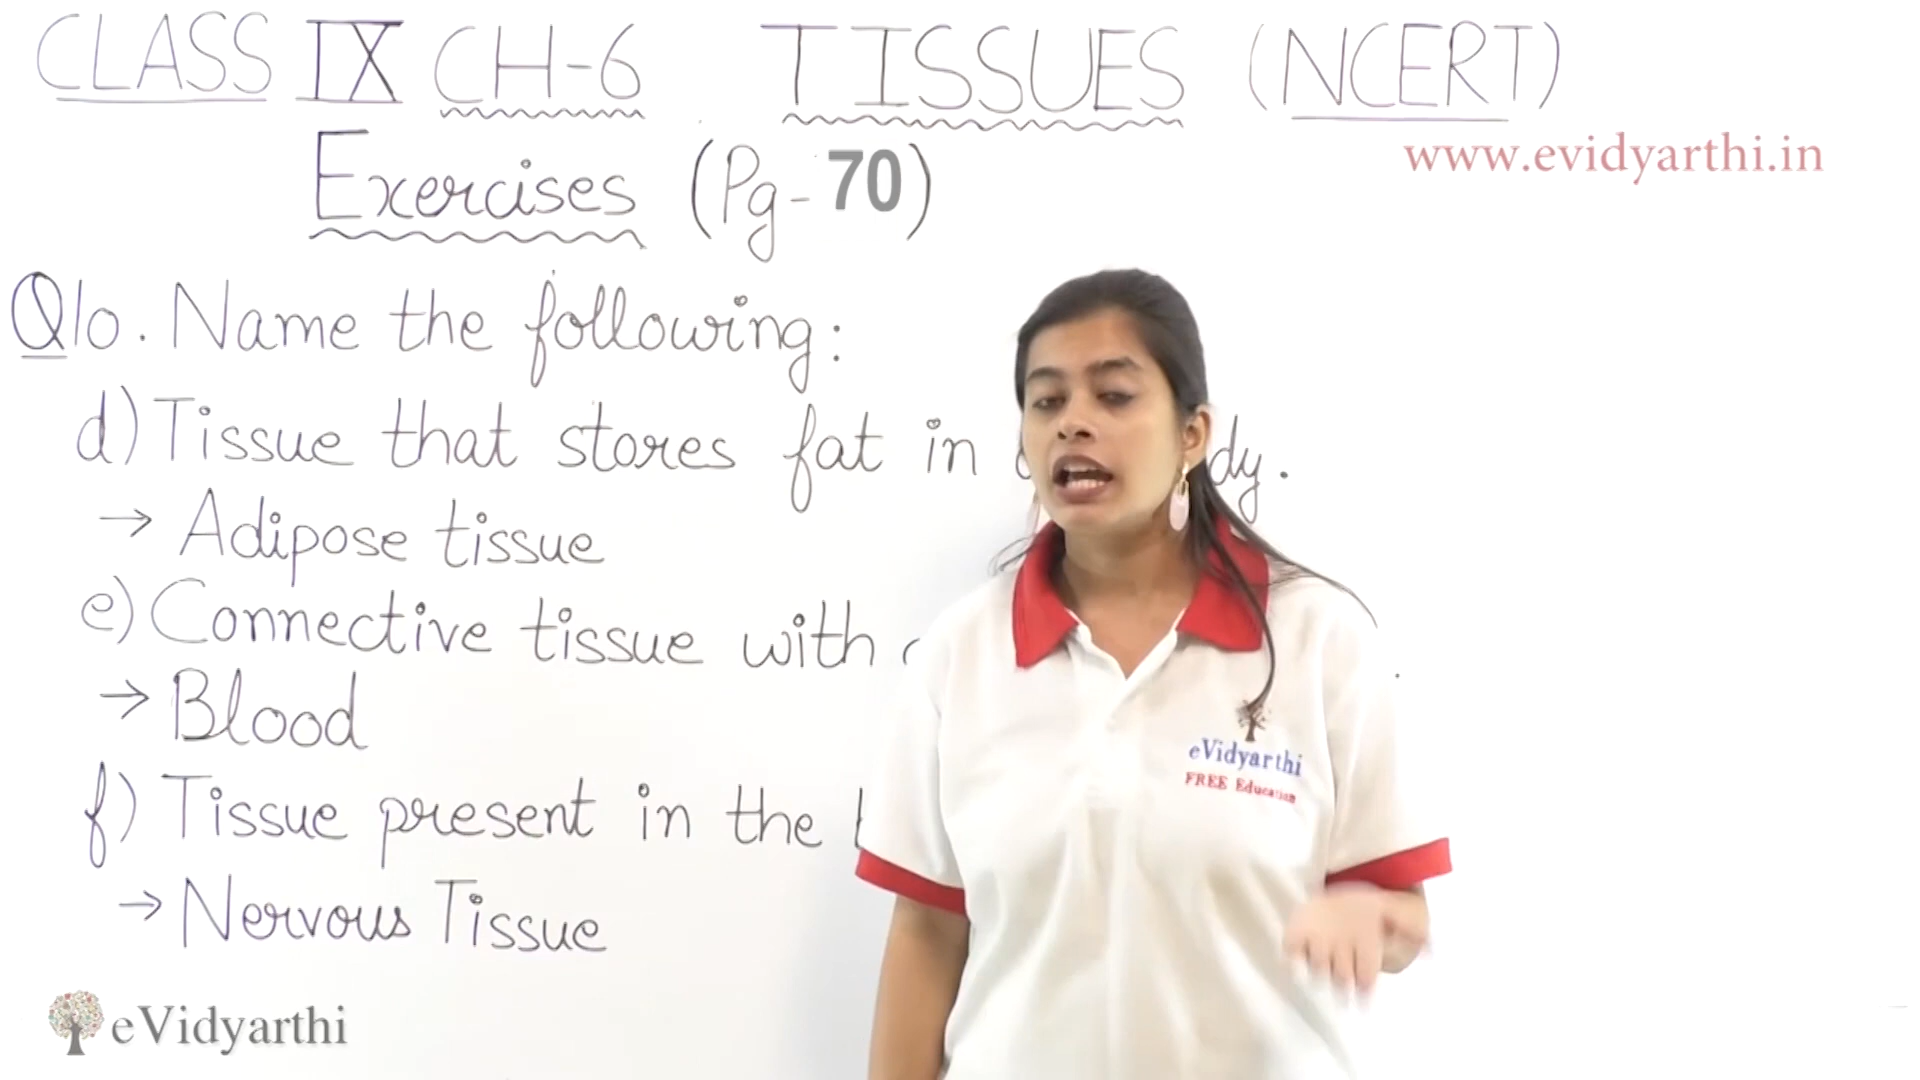 CLASS IX CH-6 TISSUES (NCERT)
www.evidyarthi.in
Exercises (Pg-70)
Q10. Name the following:
d) Tissue that stores fat in
→ Adipose tissue
e) Connective tissue with
→ Blood
f) Tissue present in the
→ Nervous Tissue
eVidyarthi
FREE Education
eVidyarthi